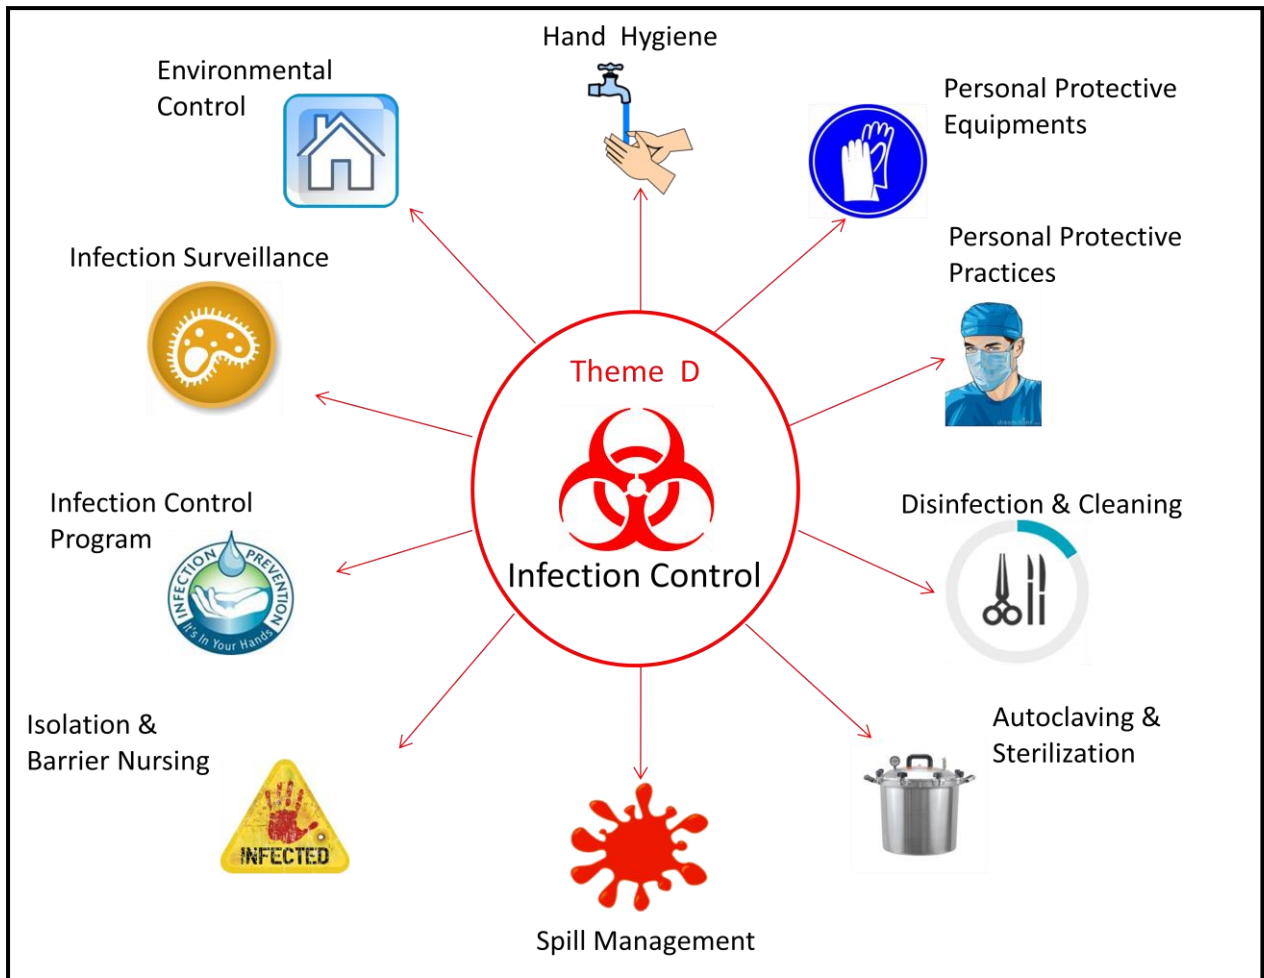 Hand Hygiene
Environmental
Control
Personal Protective
Equipments
Personal Protective
Practices
Infection Surveillance
Theme D
Infection Control
Infection Control
Program
INFECTION PREVENTION
It's In Your Hands
Disinfection & Cleaning
Isolation &
Barrier Nursing
INFECTED
Autoclaving &
Sterilization
Spill Management